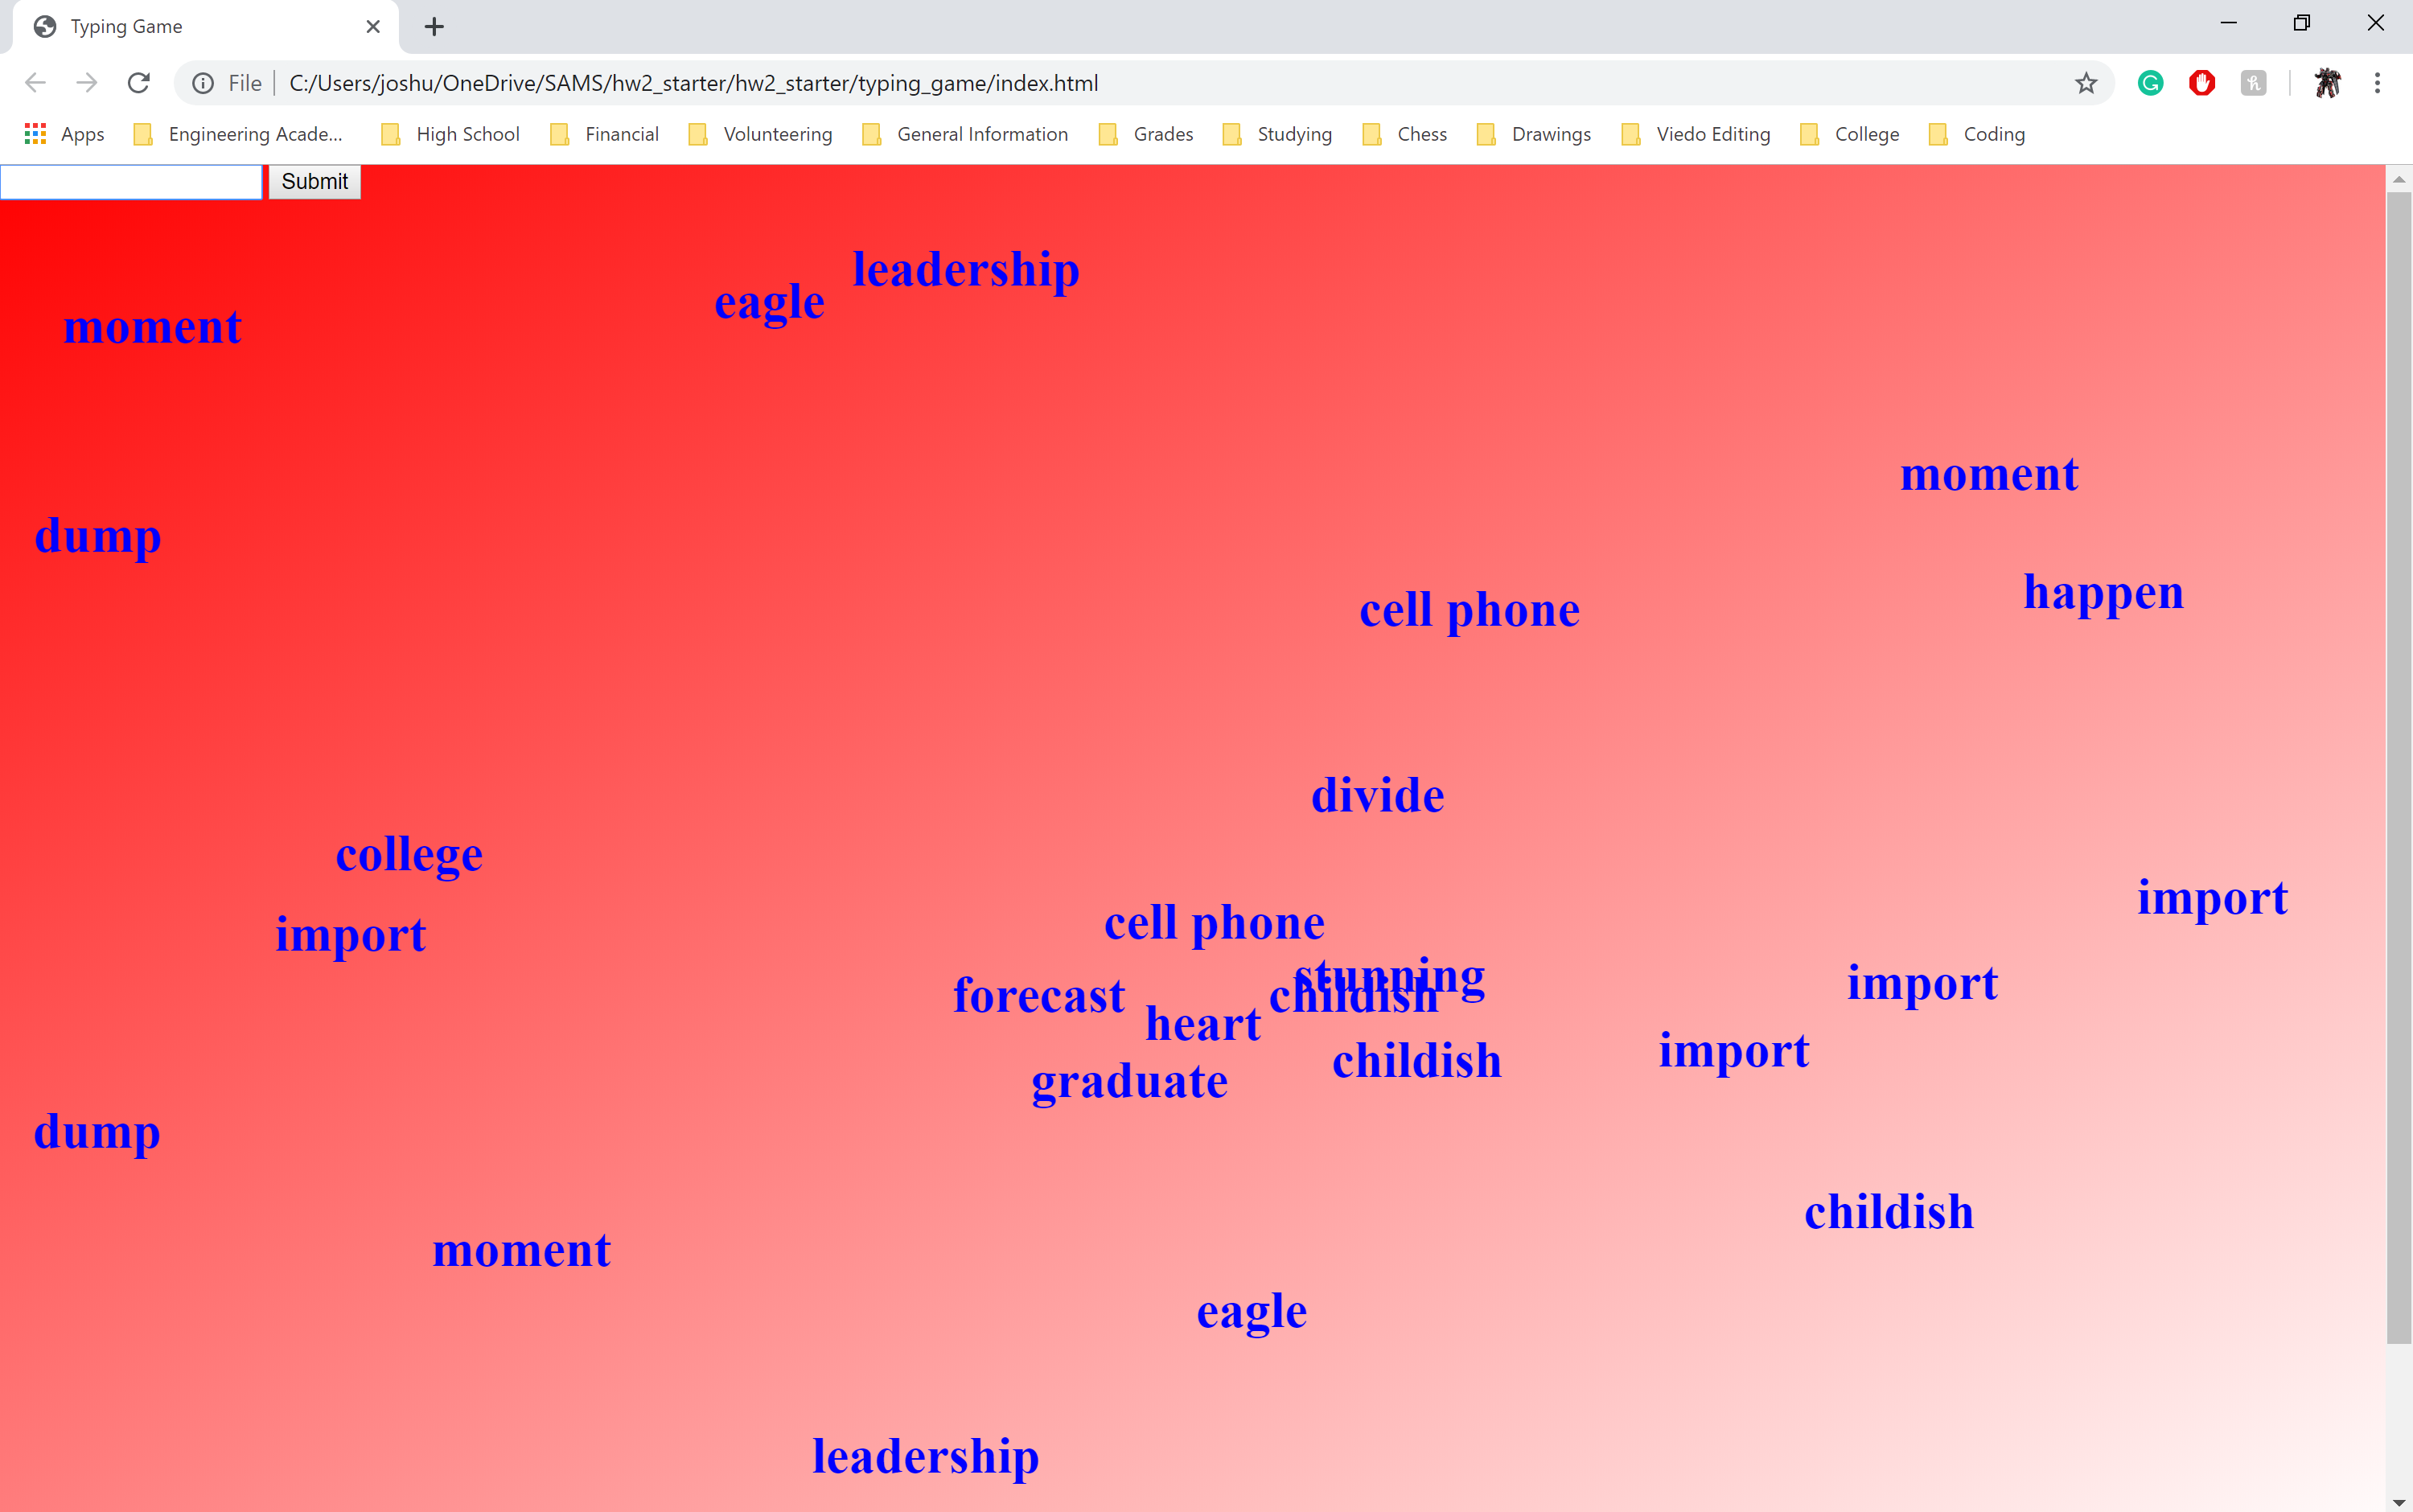 Typing Game
File C:/Users/joshu/OneDrive/SAMS/hw2_starter/hw2_starter/typing_game/index.html
Apps Engineering Acade... High School Financial Volunteering General Information Grades Studying Chess Drawings Viedo Editing College Coding
Submit
leadership
eagle
moment
moment
dump
happen
cell phone
divide
college
import
cell phone
import
stunning
import
forecast
childish
heart
import
childish
graduate
dump
childish
moment
eagle
leadership